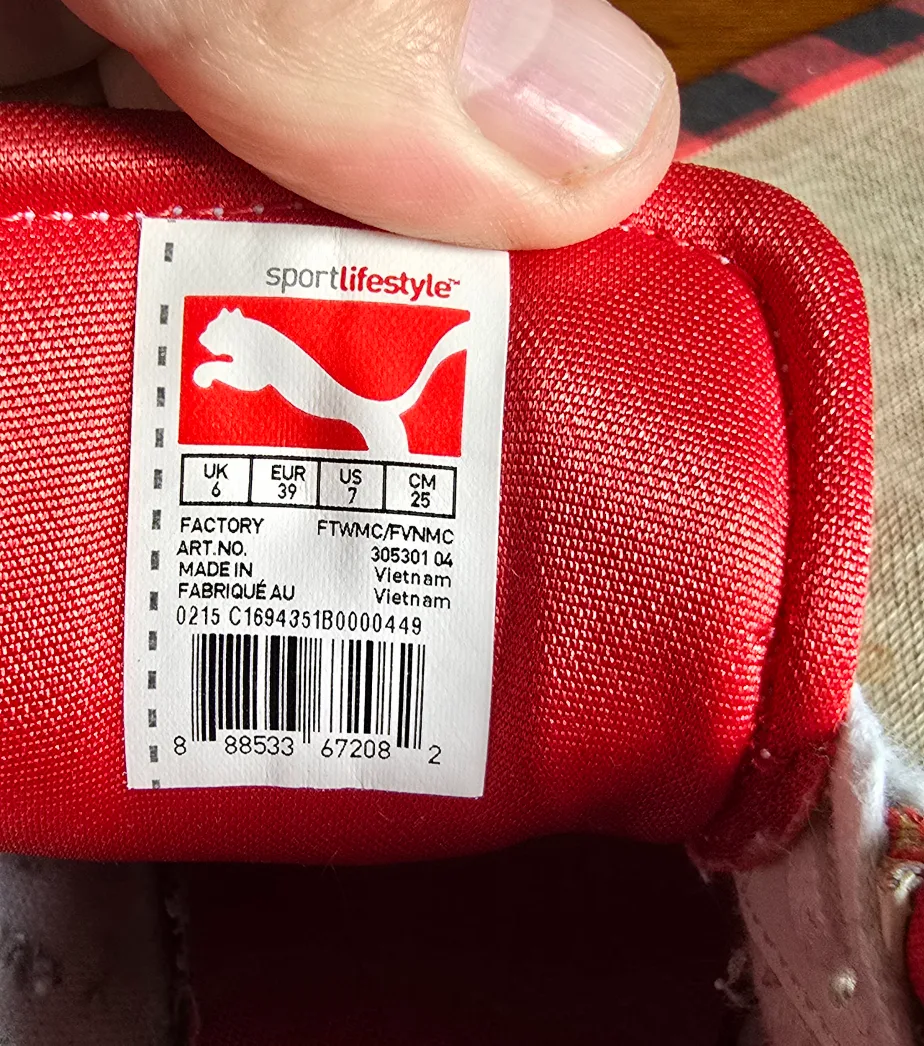 sportlifestyle™
UK EUR US CM
6 39 7 25
FACTORY FTWMC/FVNMC
ART.NO. 305301 04
MADE IN Vietnam
FABRIQUÉ AU Vietnam
0215 C1694351B0000449
8 88533 67208 2